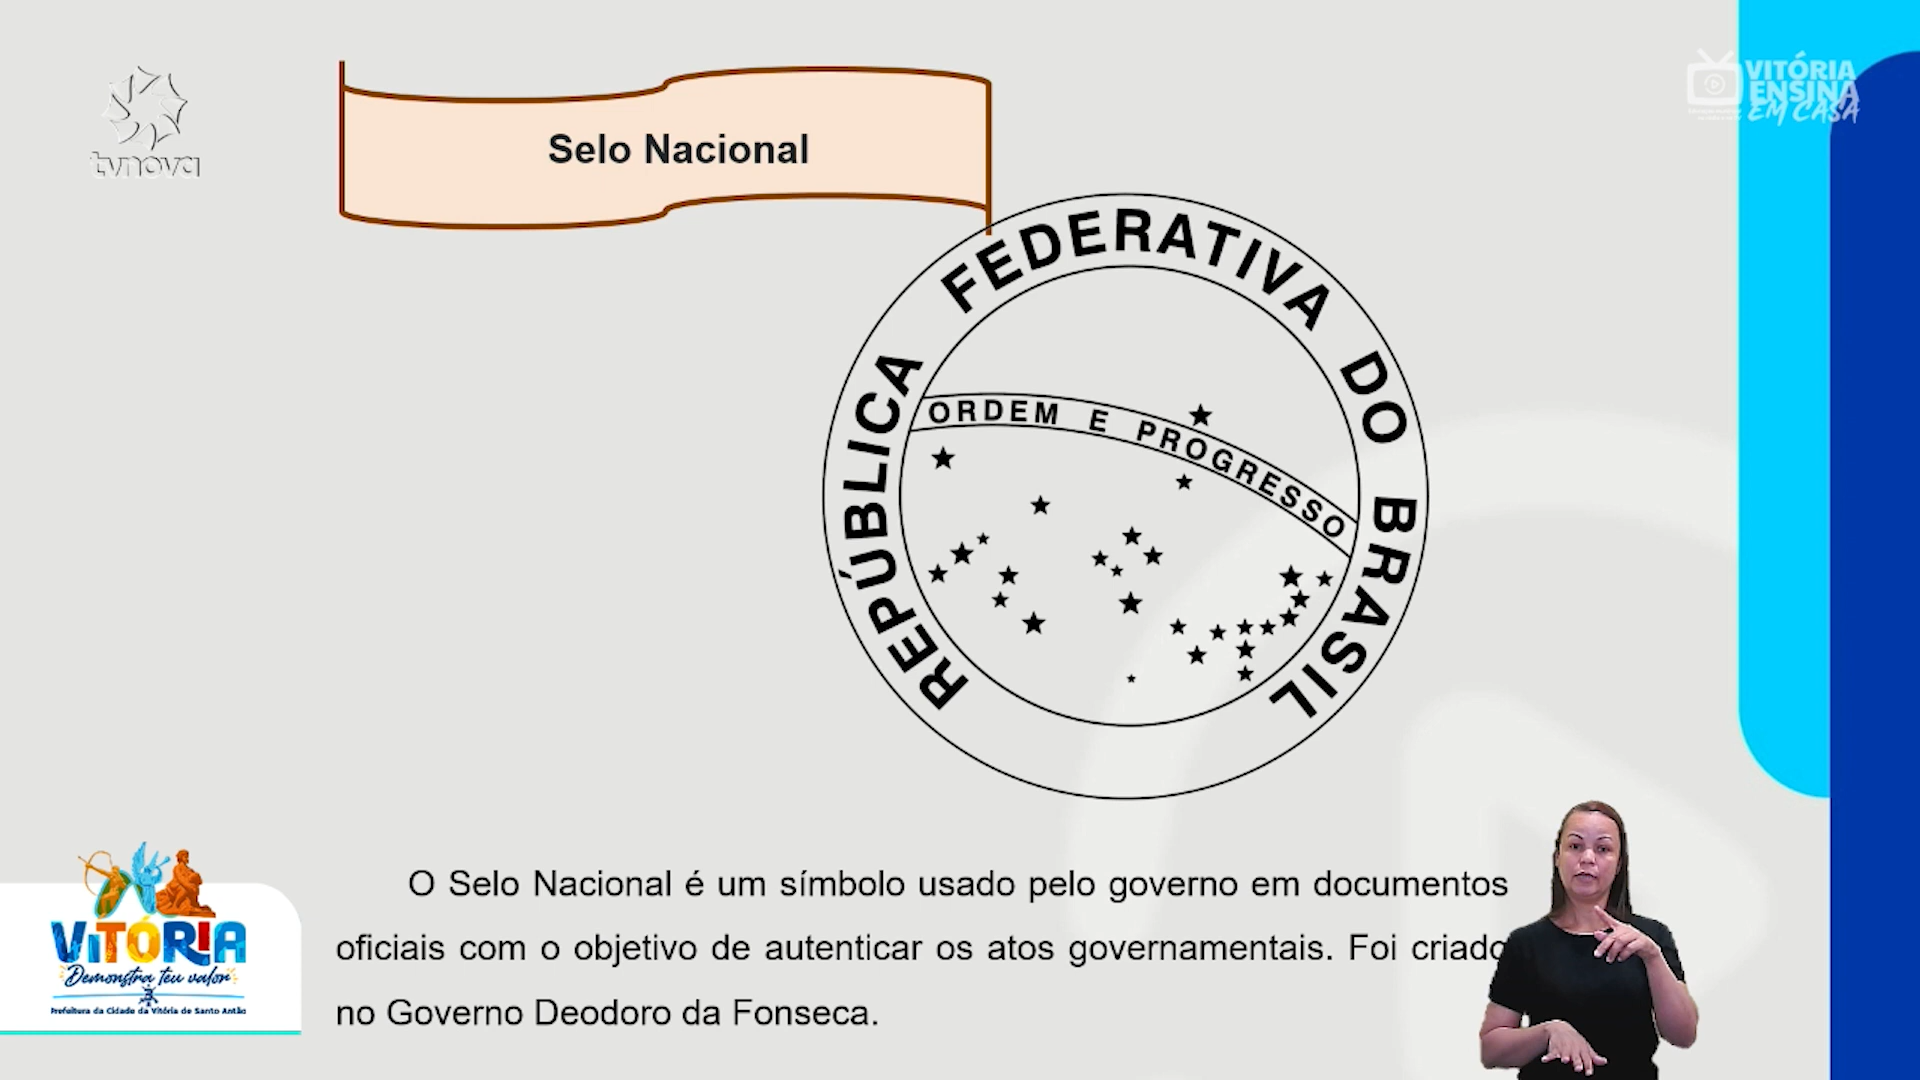 tvnova
Selo Nacional
VITÓRIA
ENSINA
EM CASA
REPÚBLICA FEDERATIVA DO BRASIL
ORDEM E PROGRESSO
O Selo Nacional é um símbolo usado pelo governo em documentos
oficiais com o objetivo de autenticar os atos governamentais. Foi criado
no Governo Deodoro da Fonseca.
ViTÓRIA
Demonstra teu valor
Prefeitura da Cidade da Vitória de Santo Antão